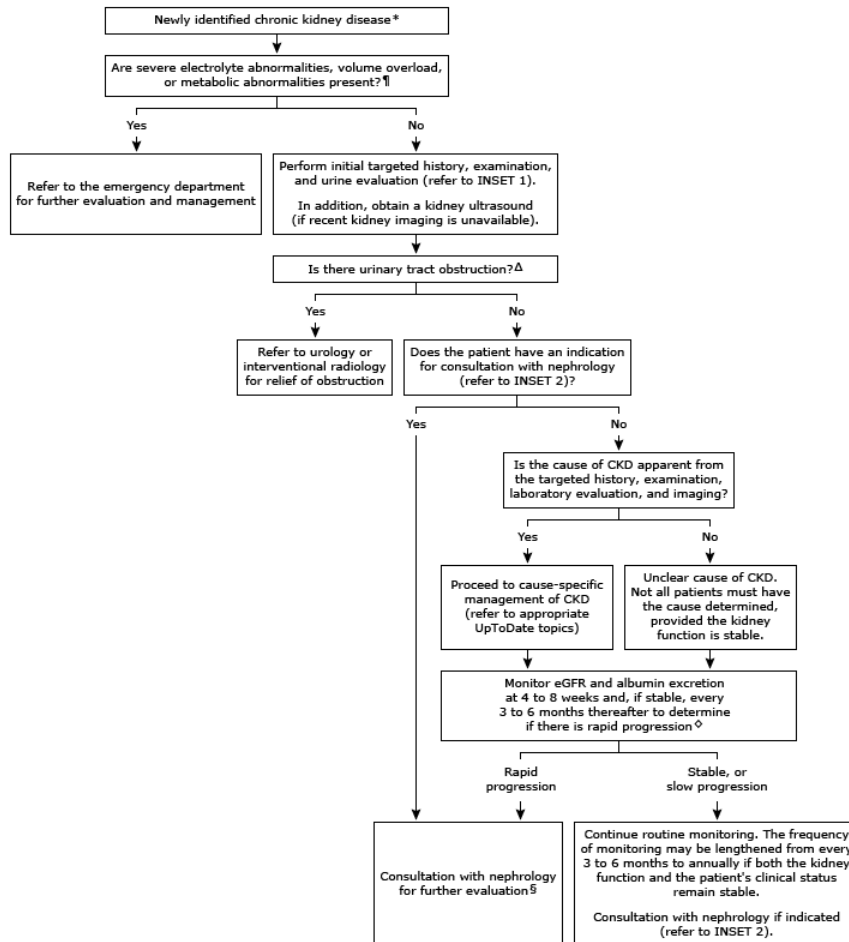 Newly identified chronic kidney disease*
Are severe electrolyte abnormalities, volume overload,
or metabolic abnormalities present?¶
Yes
No
Refer to the emergency department
for further evaluation and management
Perform initial targeted history, examination,
and urine evaluation (refer to INSET 1).
In addition, obtain a kidney ultrasound
(if recent kidney imaging is unavailable).
Is there urinary tract obstruction?Δ
Yes
No
Refer to urology or
interventional radiology
for relief of obstruction
Does the patient have an indication
for consultation with nephrology
(refer to INSET 2)?
Yes
No
Is the cause of CKD apparent from
the targeted history, examination,
laboratory evaluation, and imaging?
Yes
No
Proceed to cause-specific
management of CKD
(refer to appropriate
UpToDate topics)
Unclear cause of CKD.
Not all patients must have
the cause determined,
provided the kidney
function is stable.
Monitor eGFR and albumin excretion
at 4 to 8 weeks and, if stable, every
3 to 6 months thereafter to determine
if there is rapid progression◊
Rapid
progression
Stable, or
slow progression
Consultation with nephrology
for further evaluation§
Continue routine monitoring. The frequency
of monitoring may be lengthened from every
3 to 6 months to annually if both the kidney
function and the patient's clinical status
remain stable.
Consultation with nephrology if indicated
(refer to INSET 2).